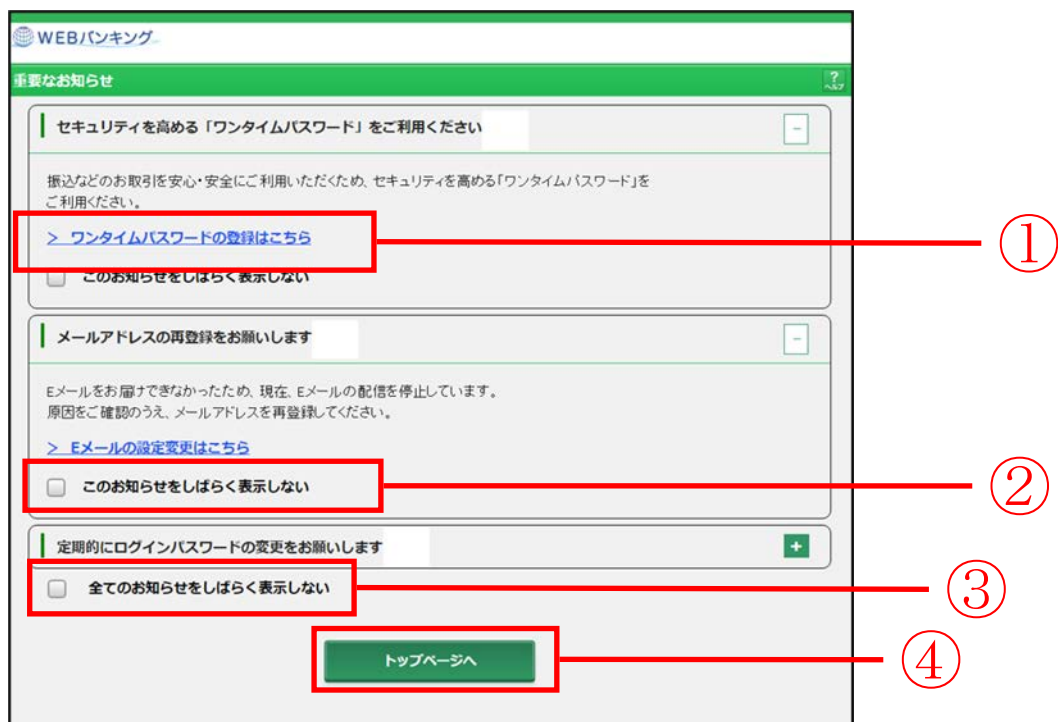 WEBバンキング
重要なお知らせ
?
ヘルプ
セキュリティを高める「ワンタイムパスワード」をご利用ください
-
振込などのお取引を安心・安全にご利用いただくため、セキュリティを高める「ワンタイムパスワード」を
ご利用ください。
> ワンタイムパスワードの登録はこちら
①
このお知らせをしばらく表示しない
メールアドレスの再登録をお願いします
-
Eメールをお届けできなかったため、現在、Eメールの配信を停止しています。
原因をご確認のうえ、メールアドレスを再登録してください。
> Eメールの設定変更はこちら
このお知らせをしばらく表示しない
②
定期的にログインパスワードの変更をお願いします
+
全てのお知らせをしばらく表示しない
③
トップページへ
④